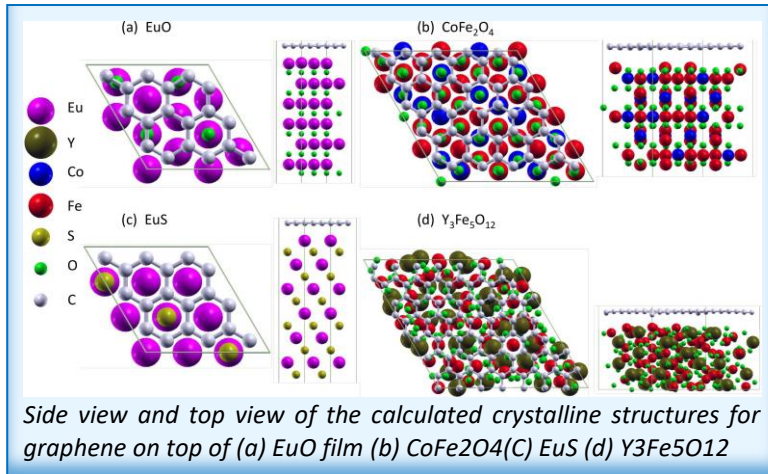 (a) EuO
(b) CoFe₂O₄
Eu
Y
Co
Fe
S
O
C
(c) EuS
(d) Y₃Fe₅O₁₂
Side view and top view of the calculated crystalline structures for
graphene on top of (a) EuO film (b) CoFe2O4(C) EuS (d) Y3Fe5O12